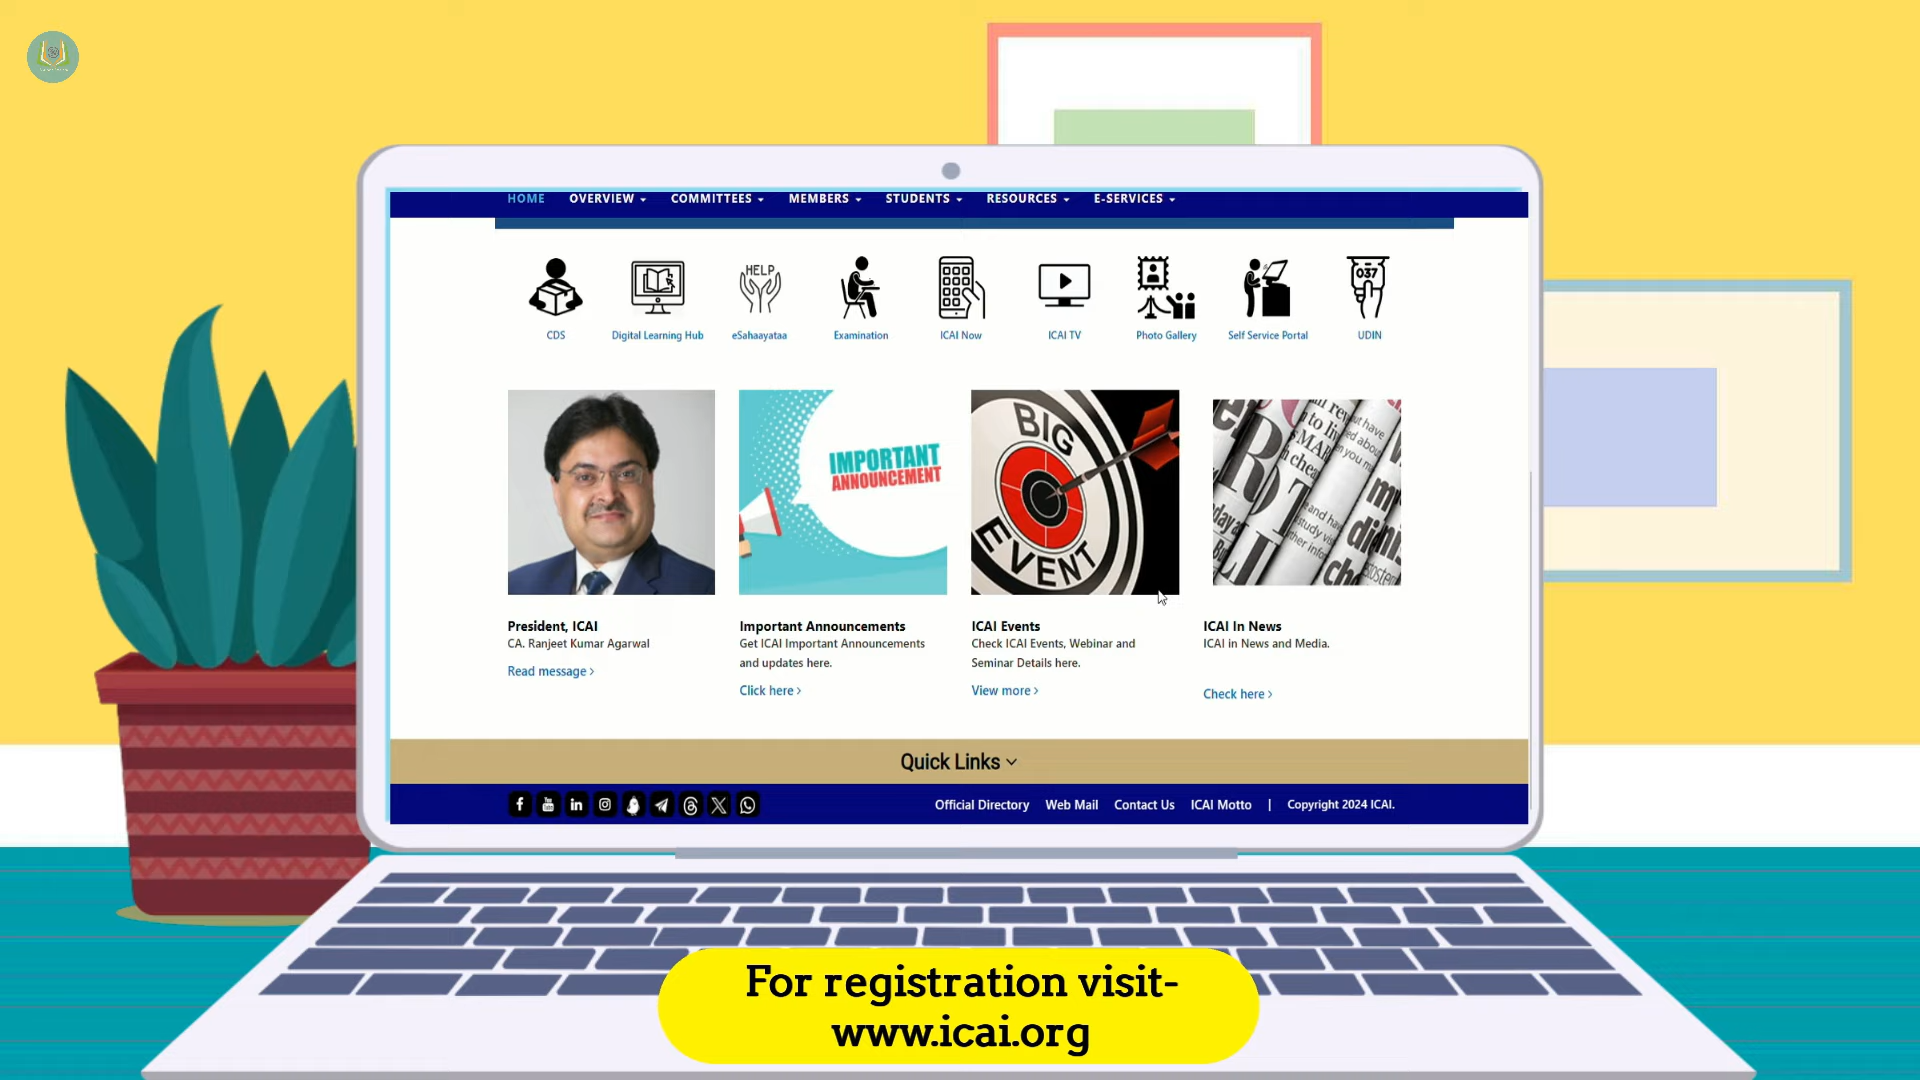 HOME OVERVIEW COMMITTEES MEMBERS STUDENTS RESOURCES E-SERVICES
HELP
037
CDS Digital Learning Hub eSahaayataa Examination ICAI Now ICAI TV Photo Gallery Self Service Portal UDIN
IMPORTANT
ANNOUNCEMENT
BIG
EVENT
President, ICAI
CA. Ranjeet Kumar Agarwal
Read message >
Important Announcements
Get ICAI Important Announcements
and updates here.
Click here >
ICAI Events
Check ICAI Events, Webinar and
Seminar Details here.
View more >
ICAI In News
ICAI in News and Media.
Check here >
Quick Links
Official Directory Web Mail Contact Us ICAI Motto | Copyright 2024 ICAI.
For registration visit-
www.icai.org